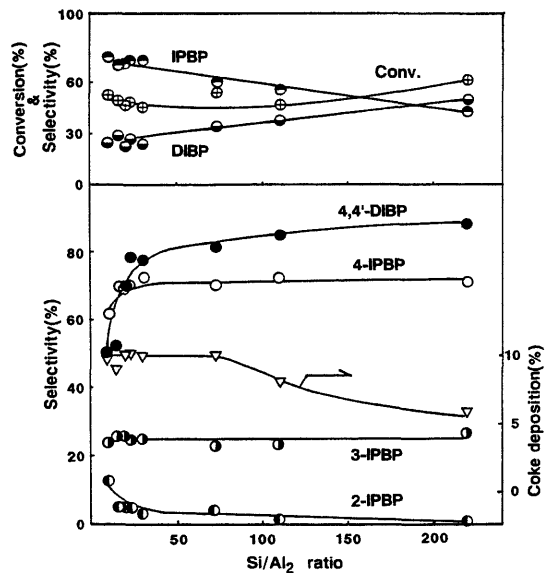 Conversion(%)
&
Selectivity(%)
100
60
30
0
IPBP
Conv.
DIBP
Selectivity(%)
80
60
40
20
0
4,4'-DIBP
4-IPBP
3-IPBP
2-IPBP
10
5
0
Coke deposition(%)
50
100
150
200
Si/Al2 ratio